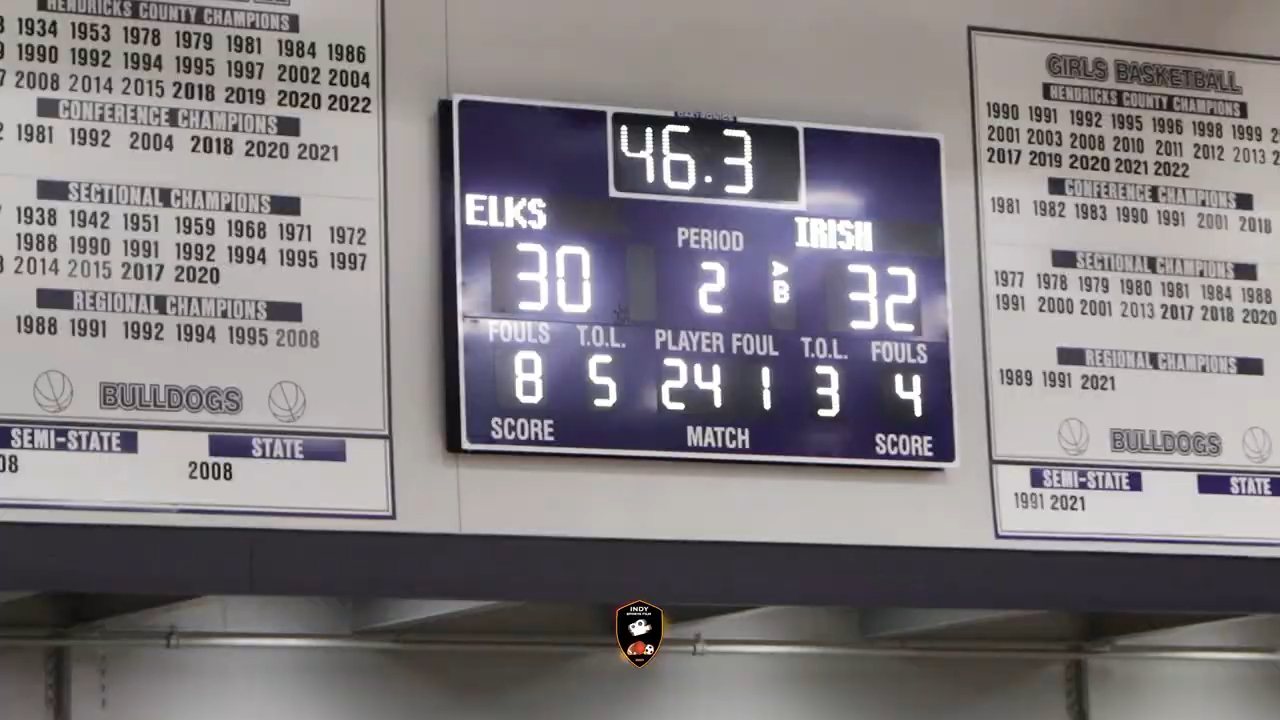 HENDRICKS COUNTY CHAMPIONS
1934 1953 1978 1979 1981 1984 1986
1990 1992 1994 1995 1997 2002 2004
2008 2014 2015 2018 2019 2020 2022
CONFERENCE CHAMPIONS
1981 1992 2004 2018 2020 2021
SECTIONAL CHAMPIONS
1938 1942 1951 1959 1968 1971 1972
1988 1990 1991 1992 1994 1995 1997
2014 2015 2017 2020
REGIONAL CHAMPIONS
1988 1991 1992 1994 1995 2008
BULLDOGS
SEMI-STATE STATE
08 2008
46.3
ELKS IRISH
PERIOD
30 2 B 32
FOULS T.O.L. PLAYER FOUL T.O.L. FOULS
8 5 24 1 3 4
SCORE MATCH SCORE
GIRLS BASKETBALL
HENDRICKS COUNTY CHAMPIONS
1990 1991 1992 1995 1996 1998 1999 2
2001 2003 2008 2010 2011 2012 2013 2
2017 2019 2020 2021 2022
CONFERENCE CHAMPIONS
1981 1982 1983 1990 1991 2001 2018
SECTIONAL CHAMPIONS
1977 1978 1979 1980 1981 1984 1988
1991 2000 2001 2013 2017 2018 2020
REGIONAL CHAMPIONS
1989 1991 2021
BULLDOGS
SEMI-STATE STATE
1991 2021
INDY
SPORTS FILM